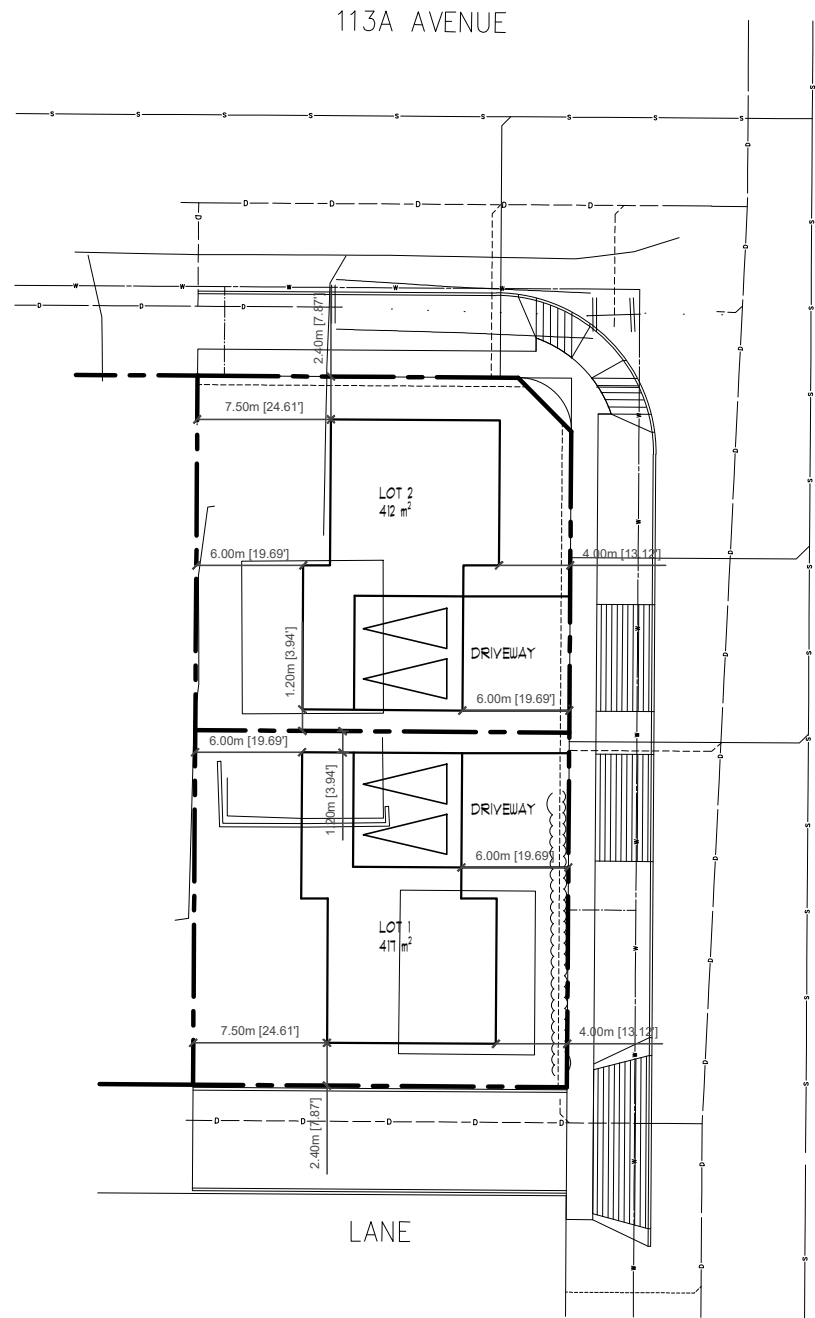 113A AVENUE
S S S S S S S S S
D D D D D
W W W W W
D D D
2.40m [7.87']
7.50m [24.61']
LOT 2
412 m²
6.00m [19.69']
4.00m [13.12']
1.20m [3.94']
DRIVEWAY
6.00m [19.69']
6.00m [19.69']
1.20m [3.94']
DRIVEWAY
6.00m [19.69']
LOT 1
417 m²
7.50m [24.61']
4.00m [13.12']
2.40m [7.87']
D D D D D
LANE